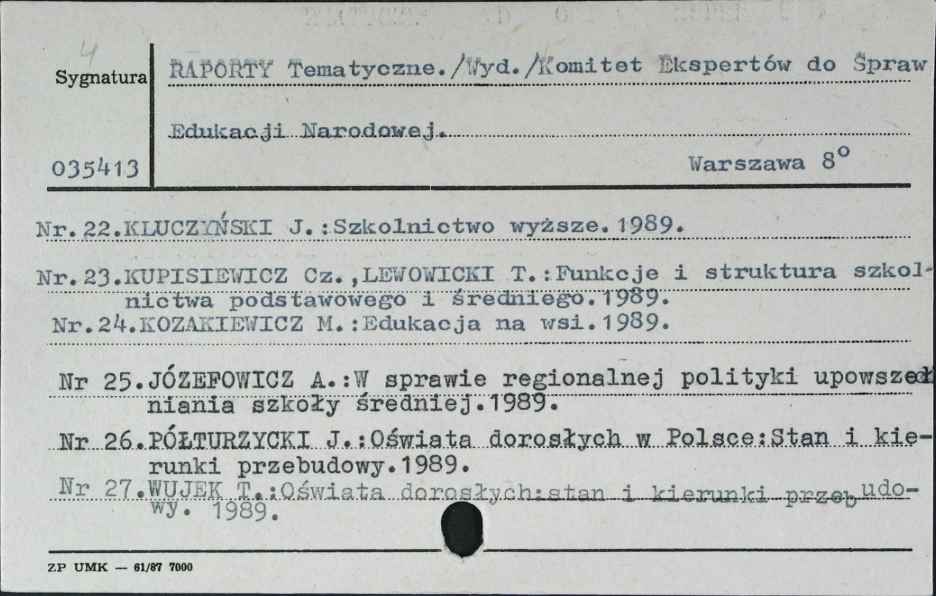 4
Sygnatura
RAPORTY Tematyczne./Wyd./Komitet Ekspertów do Spraw
Edukacji Narodowej.
035413
Warszawa 8°
Nr.22.KLUCZYŃSKI J.:Szkolnictwo wyższe.1989.
Nr.23.KUPISIEWICZ Cz.,LEWOWICKI T.:Funkcje i struktura szkol-
nictwa podstawowego i średniego.1989.
Nr.24.KOZAKIEWICZ M.:Edukacja na wsi.1989.
Nr 25.JÓZEFOWICZ A.:W sprawie regionalnej polityki upowszech
niania szkoły średniej.1989.
Nr 26.PÓŁTURZYCKI J.:Oświata dorosłych w Polsce:Stan i kie-
runki przebudowy.1989.
Nr 27.WUJEK T.:Oświata dorosłych:stan i kierunki przebudo-
wy. 1989.
ZP UMK — 61/87 7000